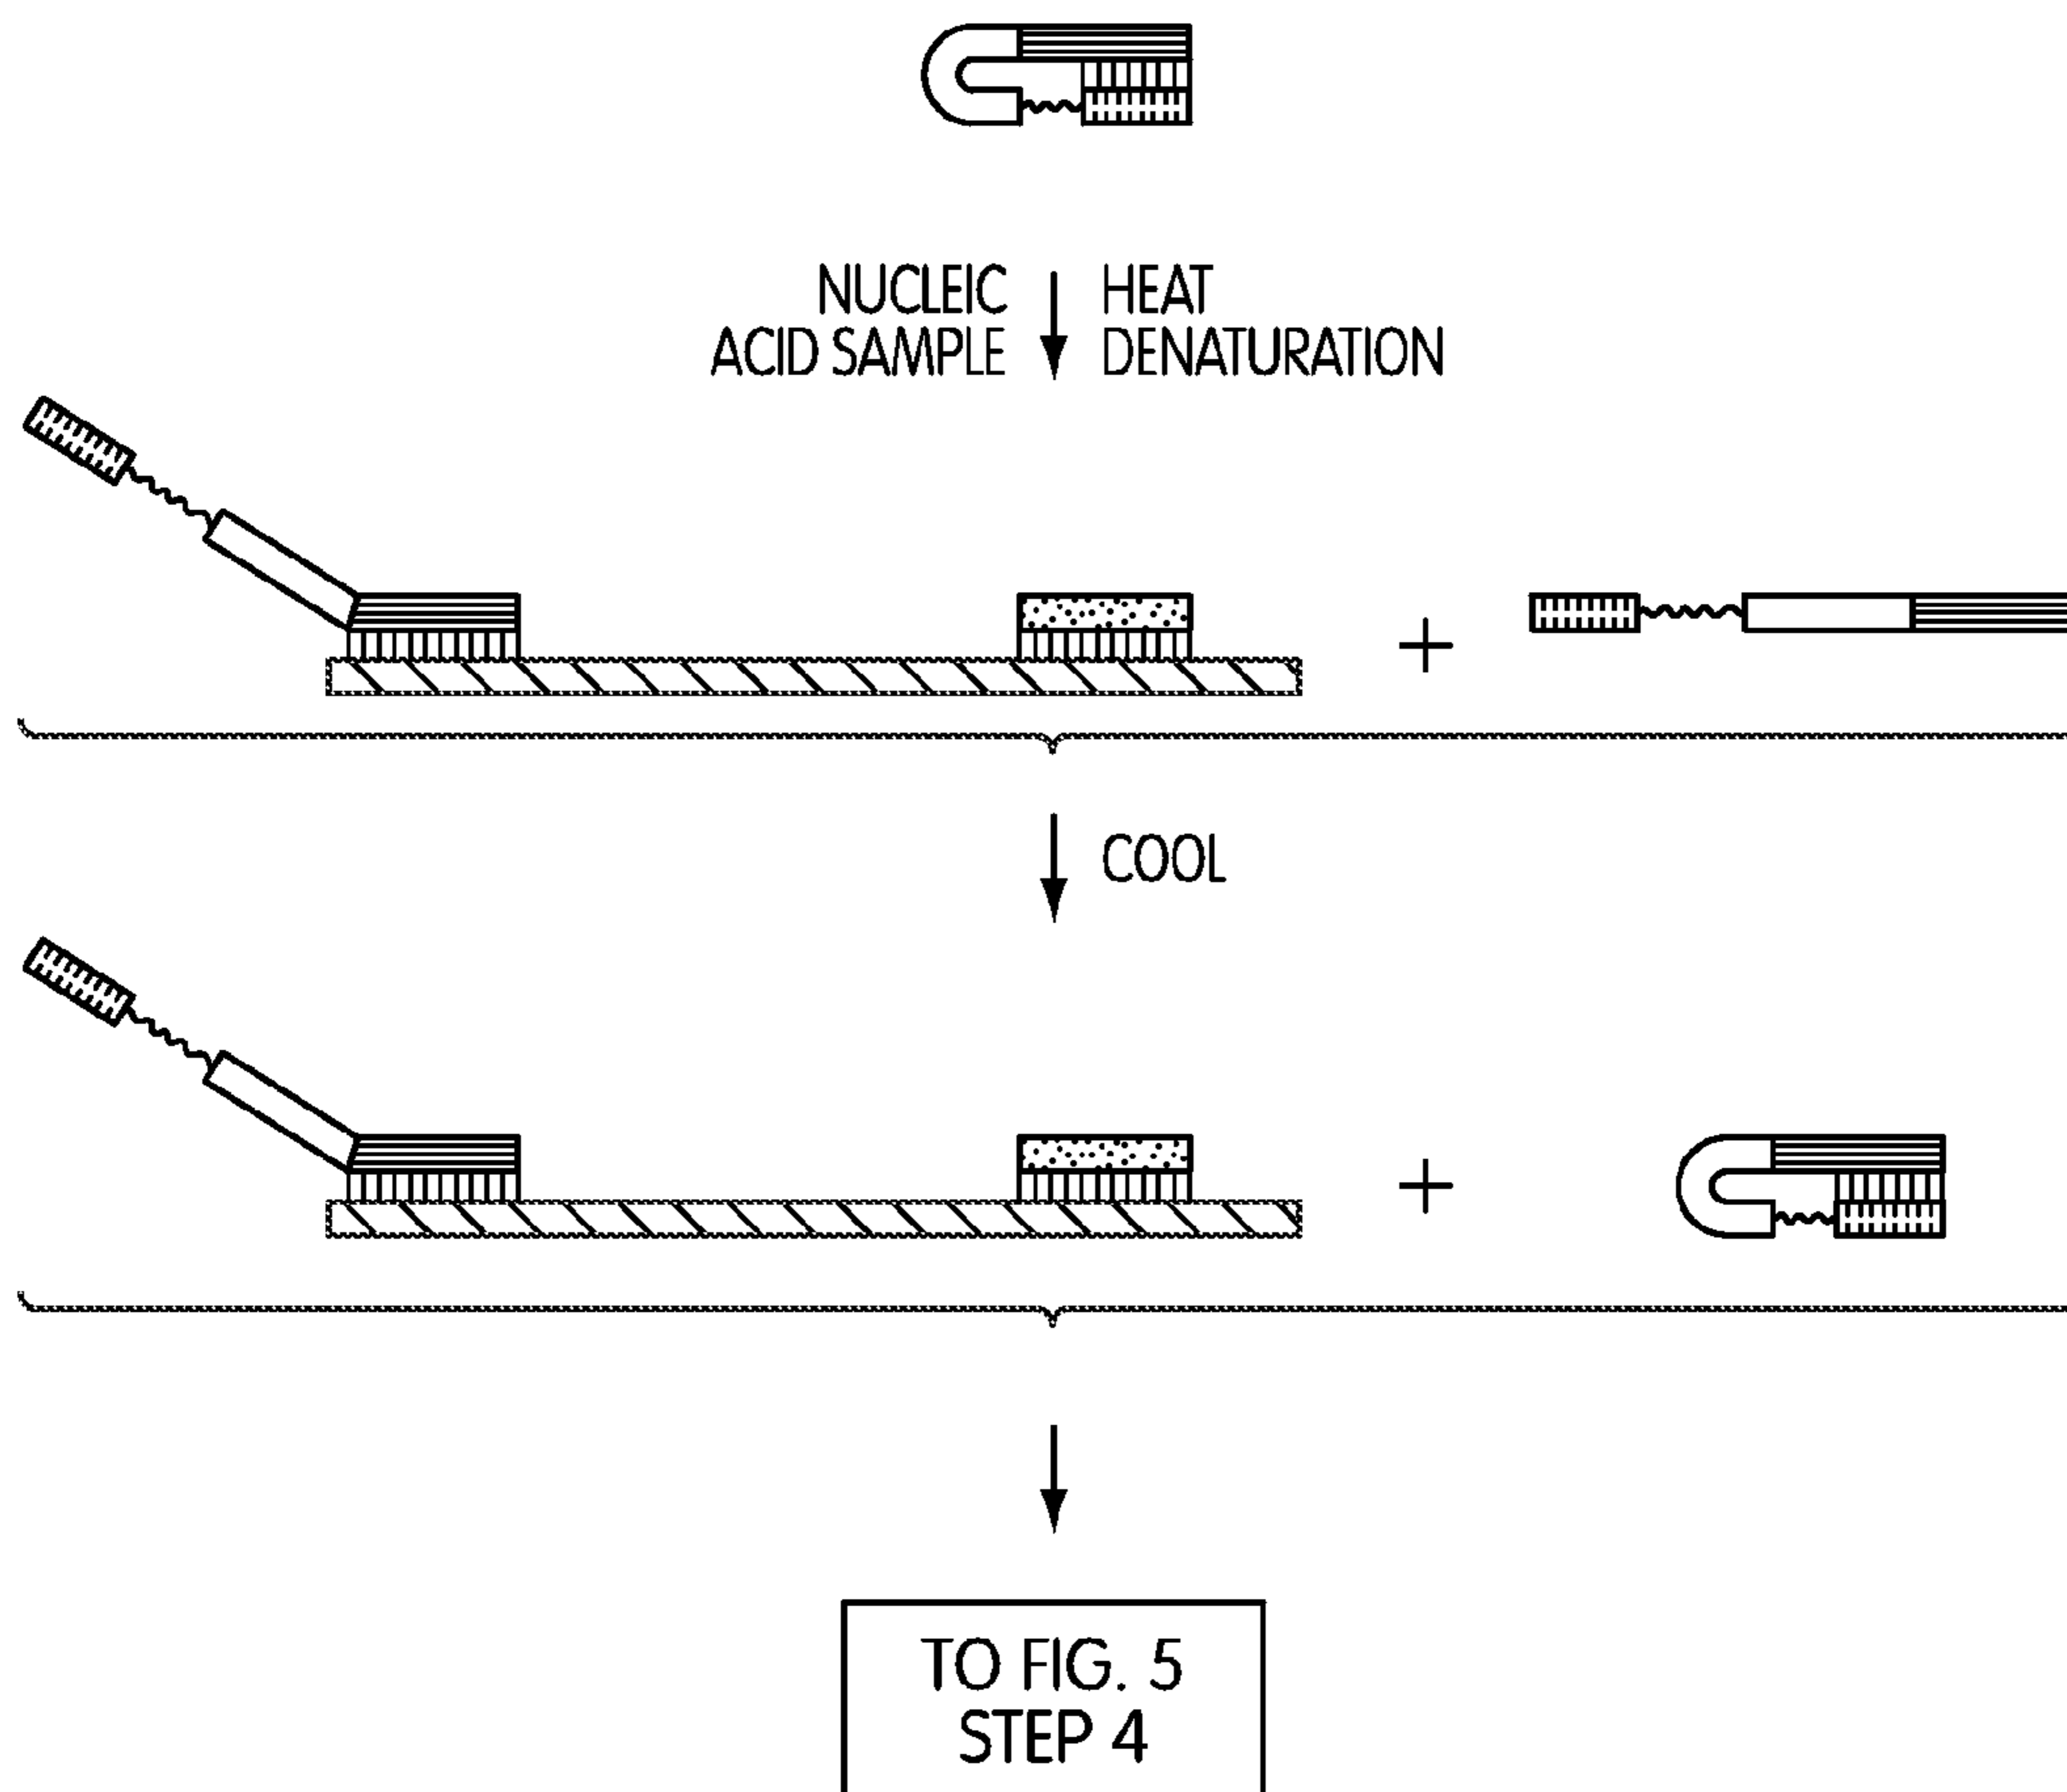 NUCLEIC
ACID SAMPLE
HEAT
DENATURATION
COOL
TO FIG. 5
STEP 4